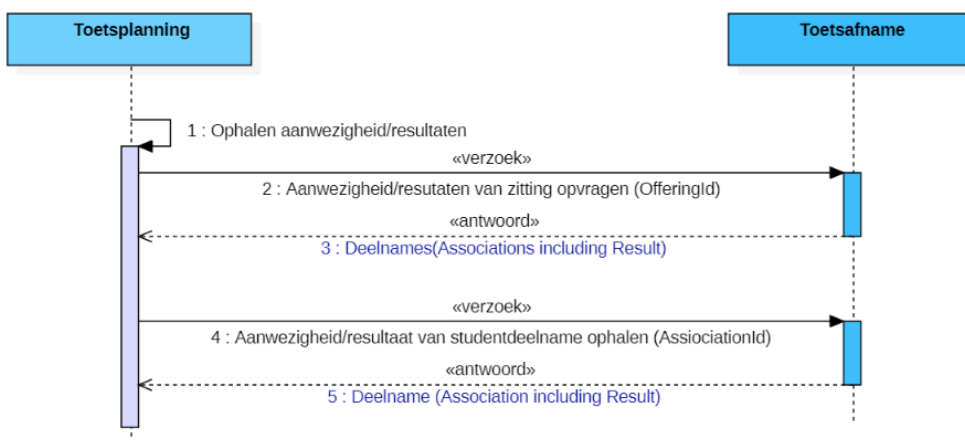 Toetsplanning
Toetsafname
1 : Ophalen aanwezigheid/resultaten
«verzoek»
2 : Aanwezigheid/resutaten van zitting opvragen (OfferingId)
«antwoord»
3 : Deelnames(Associations including Result)
«verzoek»
4 : Aanwezigheid/resultaat van studentdeelname ophalen (AssiociationId)
«antwoord»
5 : Deelname (Association including Result)